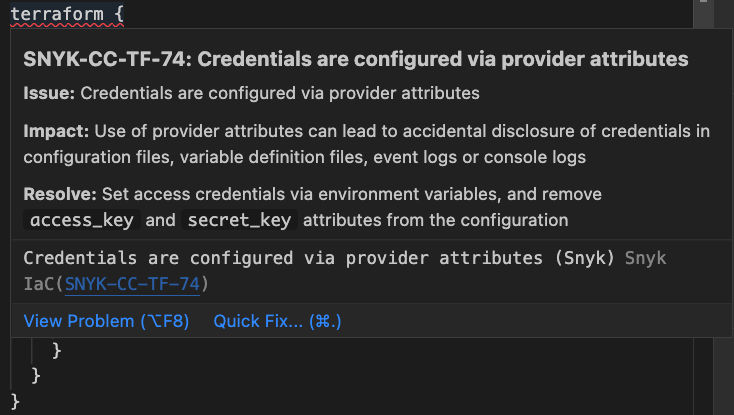 terraform {
SNYK-CC-TF-74: Credentials are configured via provider attributes
Issue: Credentials are configured via provider attributes
Impact: Use of provider attributes can lead to accidental disclosure of credentials in
configuration files, variable definition files, event logs or console logs
Resolve: Set access credentials via environment variables, and remove
access_key and secret_key attributes from the configuration
Credentials are configured via provider attributes (Snyk) Snyk
IaC(SNYK-CC-TF-74)
View Problem (⌥F8) Quick Fix... (⌘.)
}
}
}